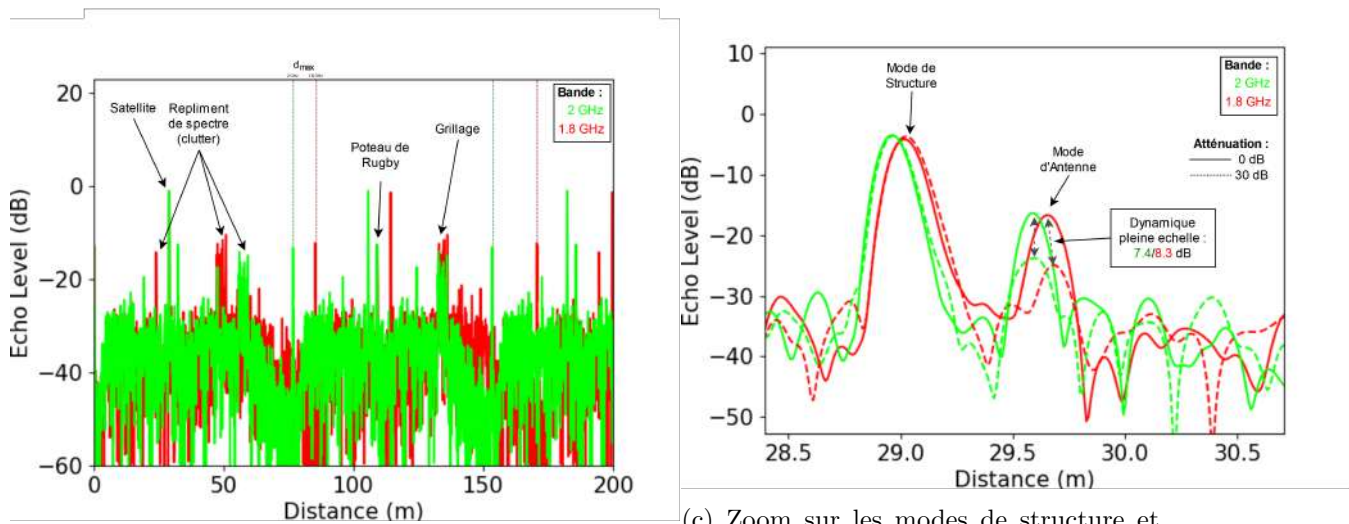 d_max
20
0
−20
−40
−60
Echo Level (dB)
0
50
100
150
200
Distance (m)
Satellite
Repliment
de spectre
(clutter)
Poteau de
Rugby
Grillage
Bande :
2 GHz
1.8 GHz
10
0
−10
−20
−30
−40
−50
Echo Level (dB)
28.5
29.0
29.5
30.0
30.5
Distance (m)
Mode de
Structure
Mode
d'Antenne
Bande :
2 GHz
1.8 GHz
Atténuation :
0 dB
30 dB
Dynamique
pleine echelle :
7.4/8.3 dB
(c) Zoom sur les modes de structure et